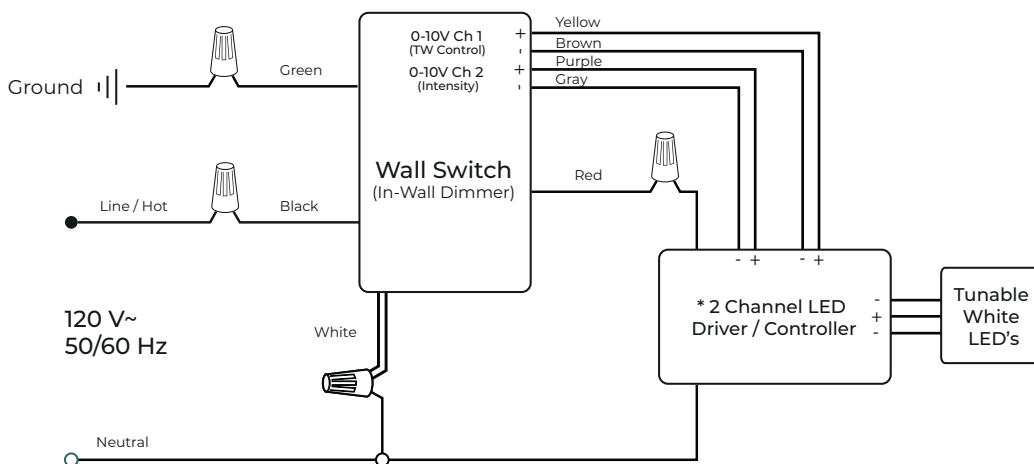 Yellow
0-10V Ch 1 +
(TW Control) -
Brown
Purple
0-10V Ch 2 +
(Intensity) -
Gray
Ground
Green
Wall Switch
(In-Wall Dimmer)
Red
Line / Hot
Black
- + - +
* 2 Channel LED
Driver / Controller
-
+
-
Tunable
White
LED's
120 V~
50/60 Hz
White
Neutral